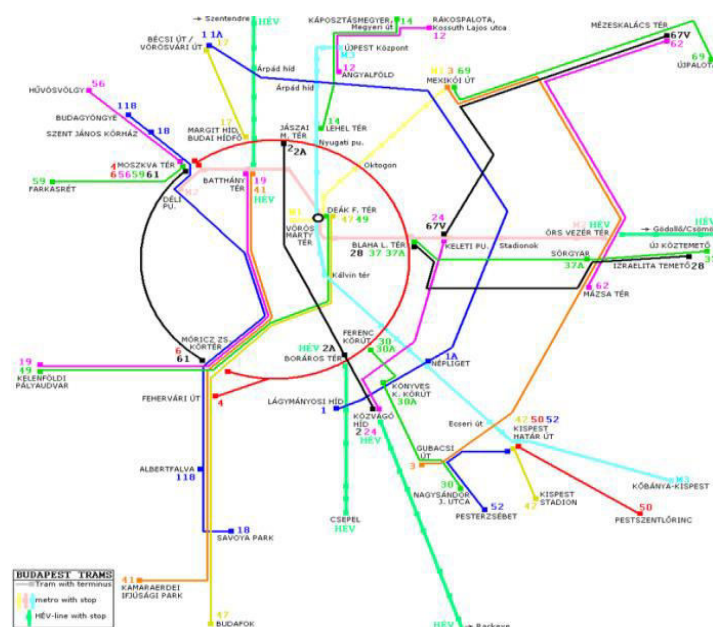 → Szentendre
HÉV
BÉCSI ÚT /
VÖRÖSVÁRI ÚT
1 1A
17
KÁPOSZTÁSMEGYER,
Megyeri út
14
RÁKOSPALOTA,
Kossuth Lajos utca
12
MÉZESKALÁCS TÉR
67V
62
69
ÚJPALOTA
ÚJPEST Központ
M3
12
ANGYALFÖLD
Árpád híd
Árpád híd
M1 3 69
MEXIKÓI ÚT
HŰVÖSVÖLGY
56
118
BUDAGYÖNGYE
18
SZENT JÁNOS KÓRHÁZ
17
MARGIT HÍD,
BUDAI HÍDFŐ
14
LEHEL TÉR
JÁSZAI
M. TÉR
2 2A
Nyugati pu.
Oktogon
MOSZKVA TÉR
4
6 56 59 61
59
FARKASRÉT
M2
DÉLI
PU.
BATTHÁNY
TÉR
19
41
HÉV
M1
DEÁK F. TÉR
47 49
VÖRÖS
MARTY
TÉR
24
67V
KELETI PU.
Stadionok
BLAHA L. TÉR
28 37 37A
M2
HÉV
ÖRS VEZÉR TERE
→ Gödöllő/Csömör
ÚJ KÖZTEMETŐ
SÖRGYÁR
37A
IZRAELITA TEMETŐ
28
62
MÁZSA TÉR
Kálvin tér
MÓRICZ ZS.
KÖRTÉR
6
61
HÉV 2A
BORÁROS TÉR
FERENC
KÖRÚT
30
30A
19
49
KELENFÖLDI
PÁLYAUDVAR
FEHÉRVÁRI ÚT
4
LÁGYMÁNYOSI HÍD
1
1A
NÉPLIGET
KÖNYVES
K. KÖRÚT
30A
KÖZVÁGÓ
HÍD
2 24
HÉV
Ecseri út
42 50 52
KISPEST
HATÁR ÚT
GUBACSI
ÚT
3
ALBERTFALVA
118
NAGYSÁNDOR
J. UTCA
30
52
PESTERZSÉBET
KISPEST
STADION
42
M3
KŐBÁNYA-KISPEST
50
PESTSZENTLŐRINC
CSEPEL
HÉV
18
SAVOYA PARK
41
KAMARAERDEI
IFJÚSÁGI PARK
47
BUDAFOK
HÉV
→ Ráckeve
BUDAPEST TRAMS
Tram with terminus
metro with stop
HÉV-line with stop